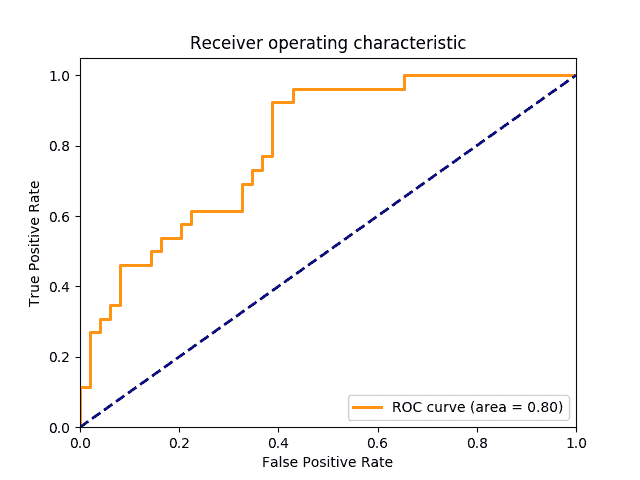 Receiver operating characteristic
True Positive Rate
1.0
0.8
0.6
0.4
0.2
0.0
0.0 0.2 0.4 0.6 0.8 1.0
False Positive Rate
ROC curve (area = 0.80)